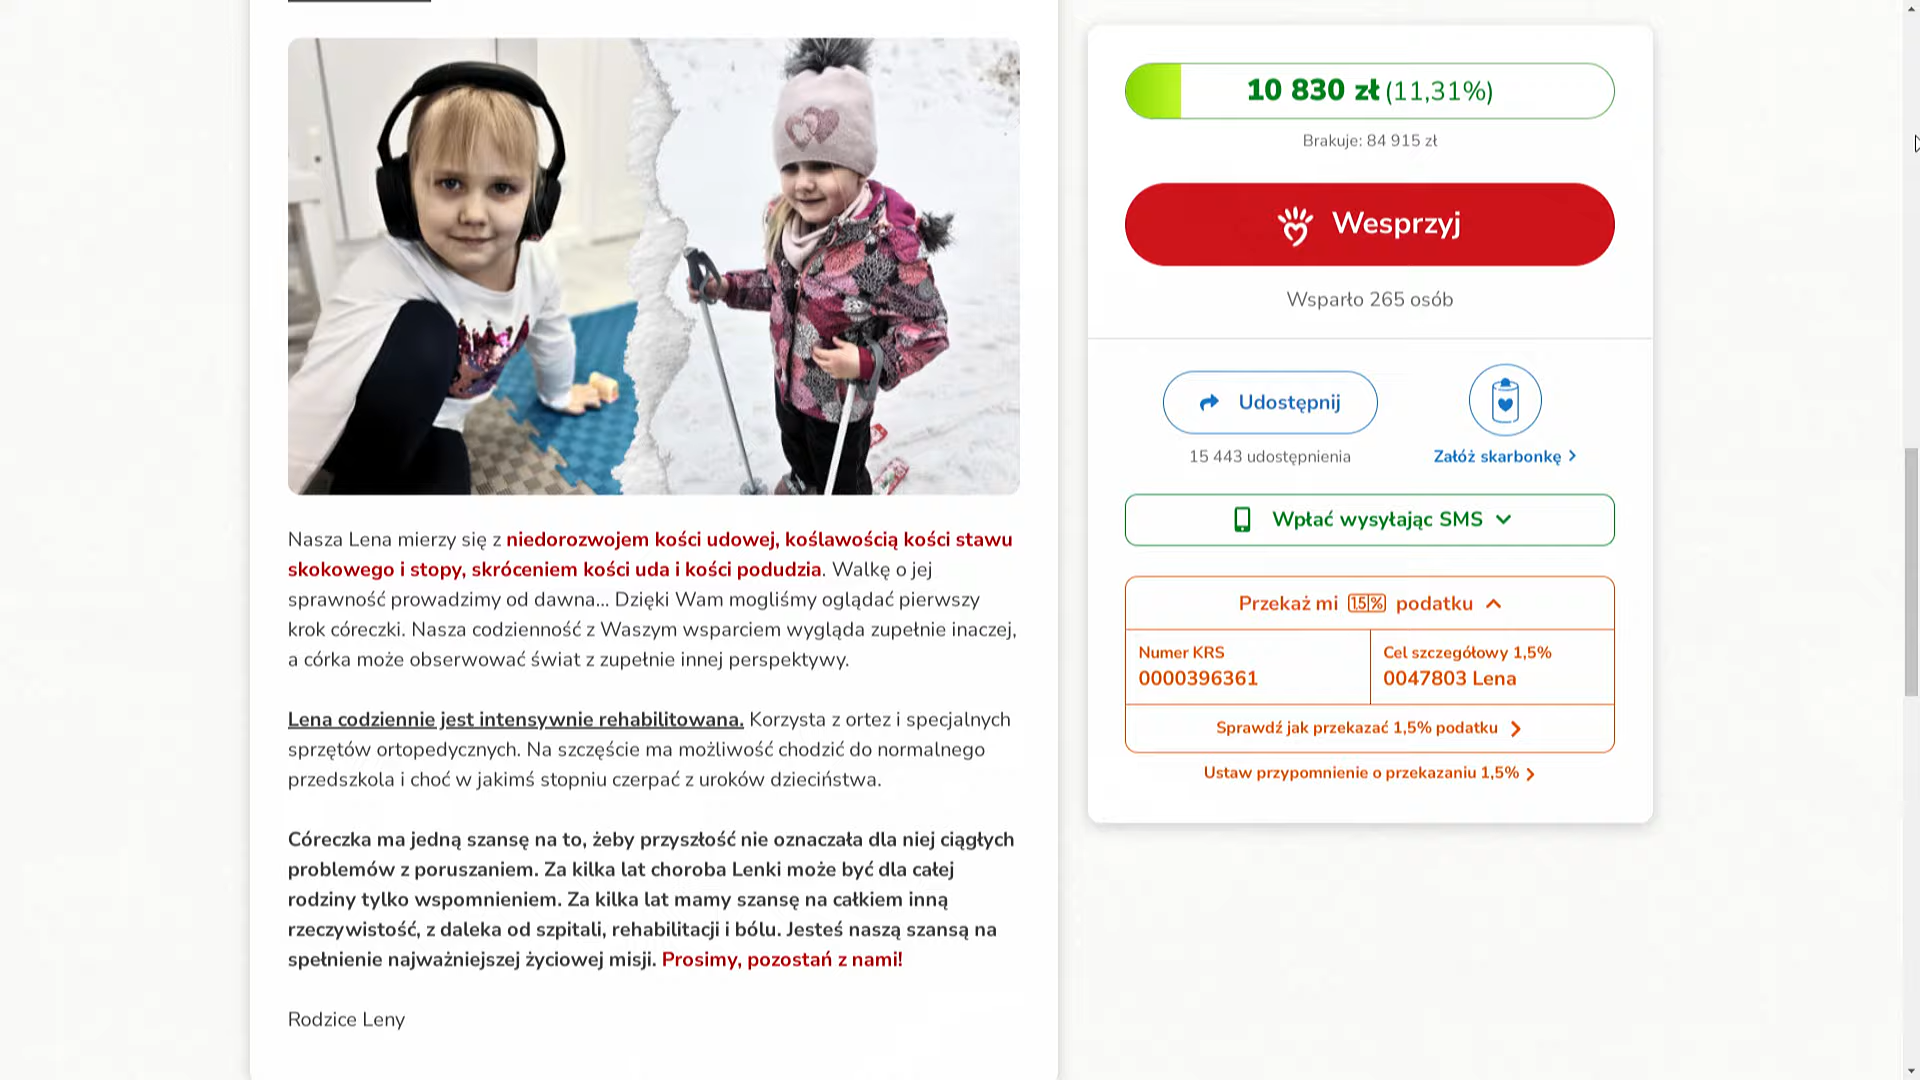 Nasza Lena mierzy się z niedorozwojem kości udowej, koślawością kości stawu
skokowego i stopy, skróceniem kości uda i kości podudzia. Walkę o jej
sprawność prowadzimy od dawna... Dzięki Wam mogliśmy oglądać pierwszy
krok córeczki. Nasza codzienność z Waszym wsparciem wygląda zupełnie inaczej,
a córka może obserwować świat z zupełnie innej perspektywy.
Lena codziennie jest intensywnie rehabilitowana. Korzysta z ortez i specjalnych
sprzętów ortopedycznych. Na szczęście ma możliwość chodzić do normalnego
przedszkola i choć w jakimś stopniu czerpać z uroków dzieciństwa.
Córeczka ma jedną szansę na to, żeby przyszłość nie oznaczała dla niej ciągłych
problemów z poruszaniem. Za kilka lat choroba Lenki może być dla całej
rodziny tylko wspomnieniem. Za kilka lat mamy szansę na całkiem inną
rzeczywistość, z daleka od szpitali, rehabilitacji i bólu. Jesteś naszą szansą na
spełnienie najważniejszej życiowej misji. Prosimy, pozostań z nami!
Rodzice Leny
10 830 zł (11,31%)
Brakuje: 84 915 zł
Wesprzyj
Wsparło 265 osób
Udostępnij
15 443 udostępnienia
Załóż skarbonkę
Wpłać wysyłając SMS
Przekaż mi 1,5% podatku
Numer KRS
0000396361
Cel szczegółowy 1,5%
0047803 Lena
Sprawdź jak przekazać 1,5% podatku
Ustaw przypomnienie o przekazaniu 1,5%